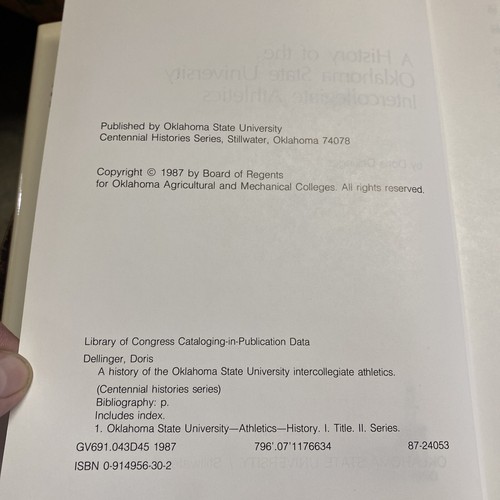 Published by Oklahoma State University
Centennial Histories Series, Stillwater, Oklahoma 74078
Copyright © 1987 by Board of Regents
for Oklahoma Agricultural and Mechanical Colleges. All rights reserved.
Library of Congress Cataloging-in-Publication Data
Dellinger, Doris
A history of the Oklahoma State University intercollegiate athletics.
(Centennial histories series)
Bibliography: p.
Includes index.
1. Oklahoma State University—Athletics—History. I. Title. II. Series.
GV691.O43D45 1987 796'.07'1176634 87-24053
ISBN 0-914956-30-2